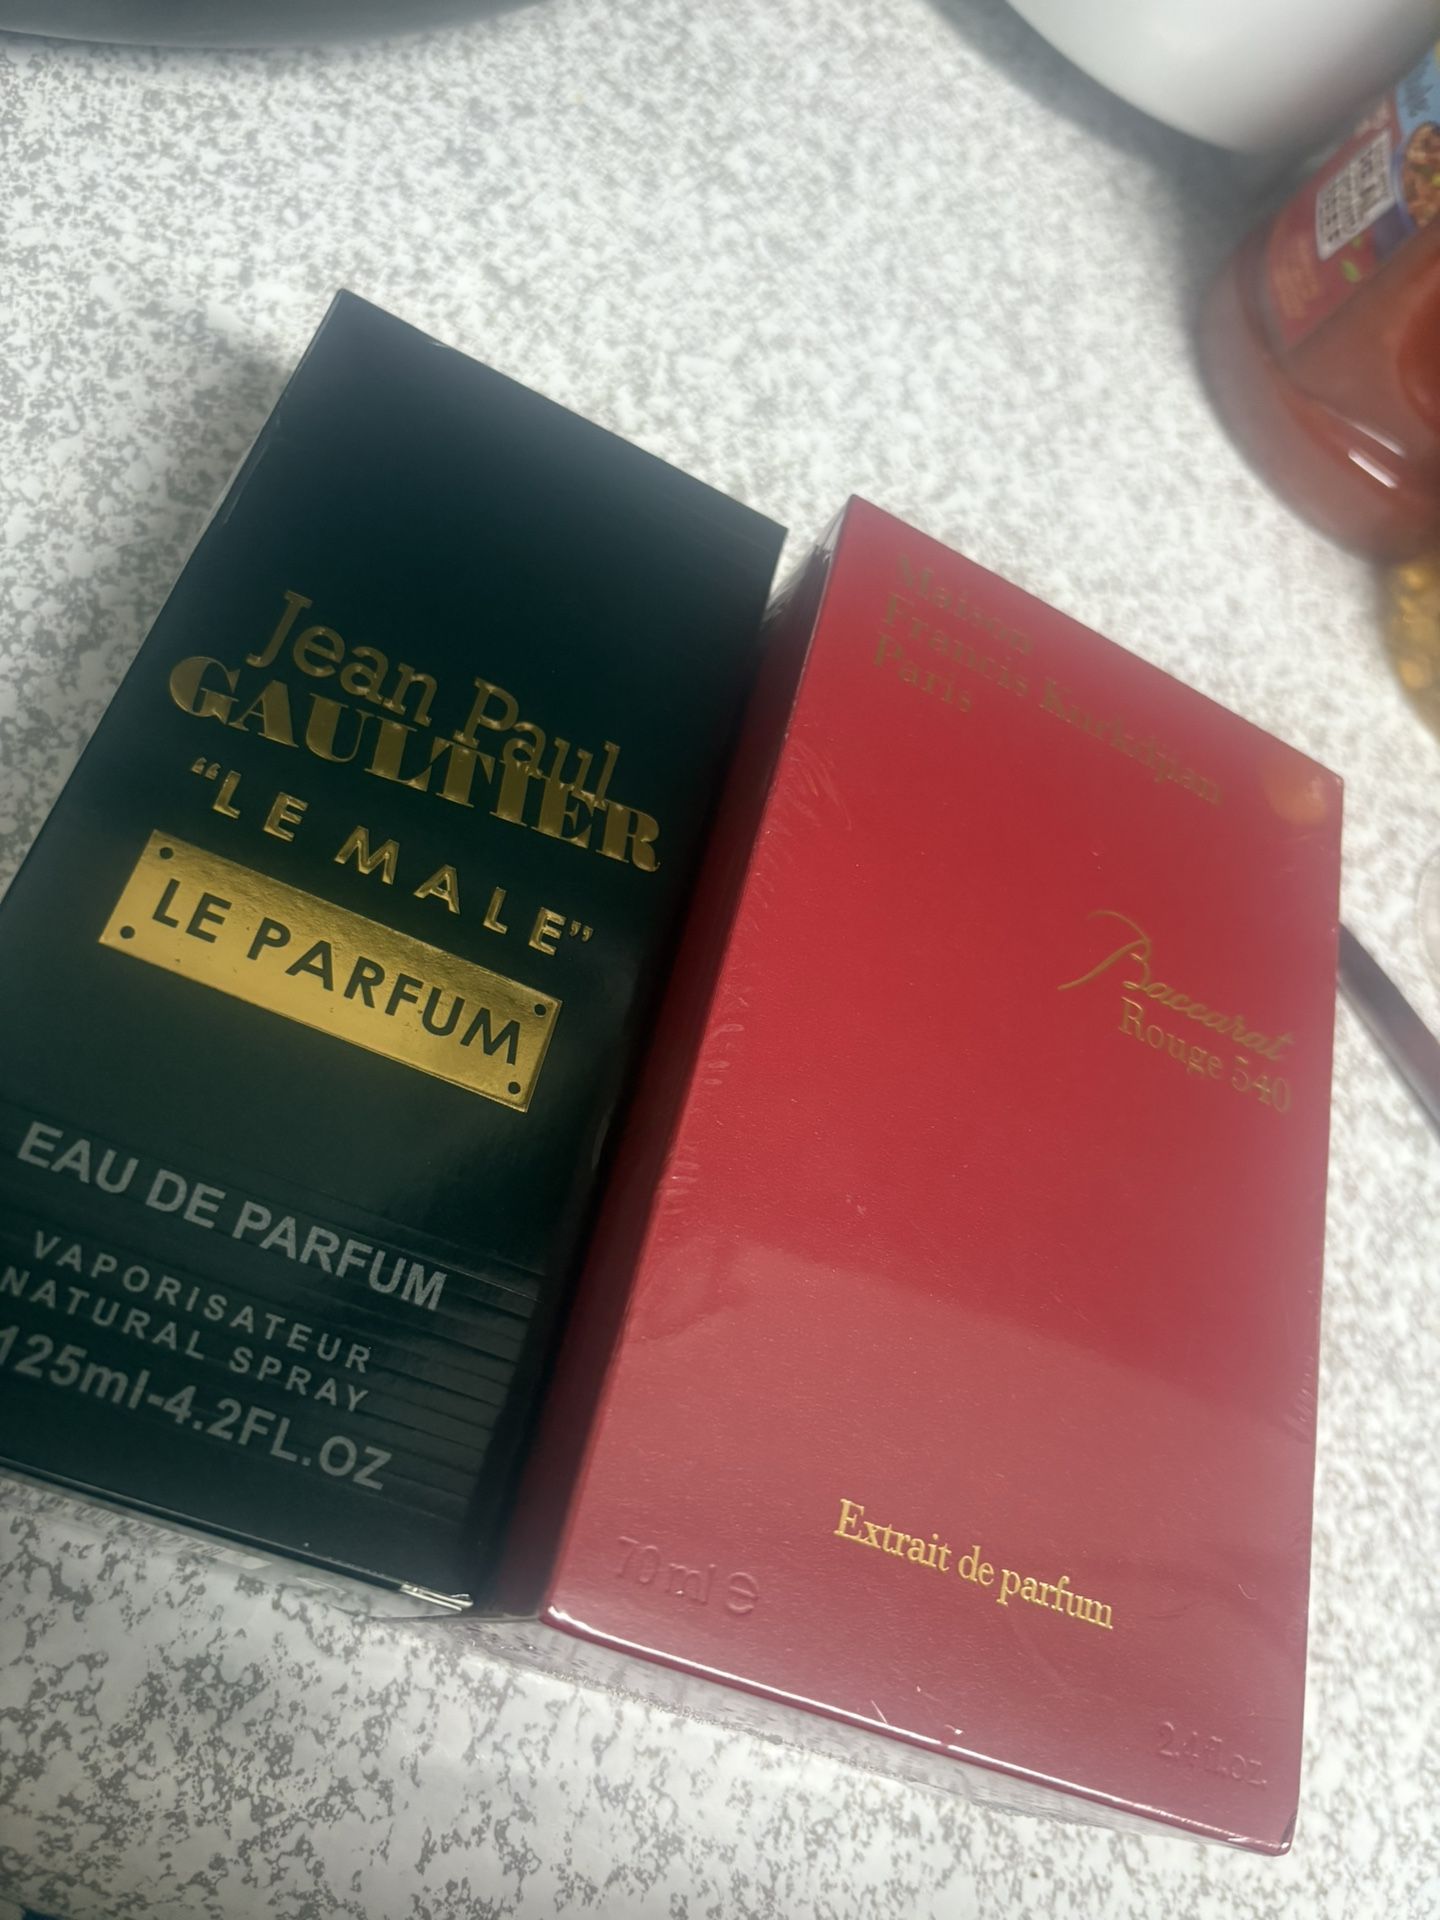 Jean Paul
GAULTIER
“LE MALE”
LE PARFUM
EAU DE PARFUM
VAPORISATEUR
NATURAL SPRAY
125ml-4.2FL.OZ
Maison
Francis Kurkdjian
Paris
Baccarat
Rouge 540
Extrait de parfum
70 ml ℮
2.4 fl.oz